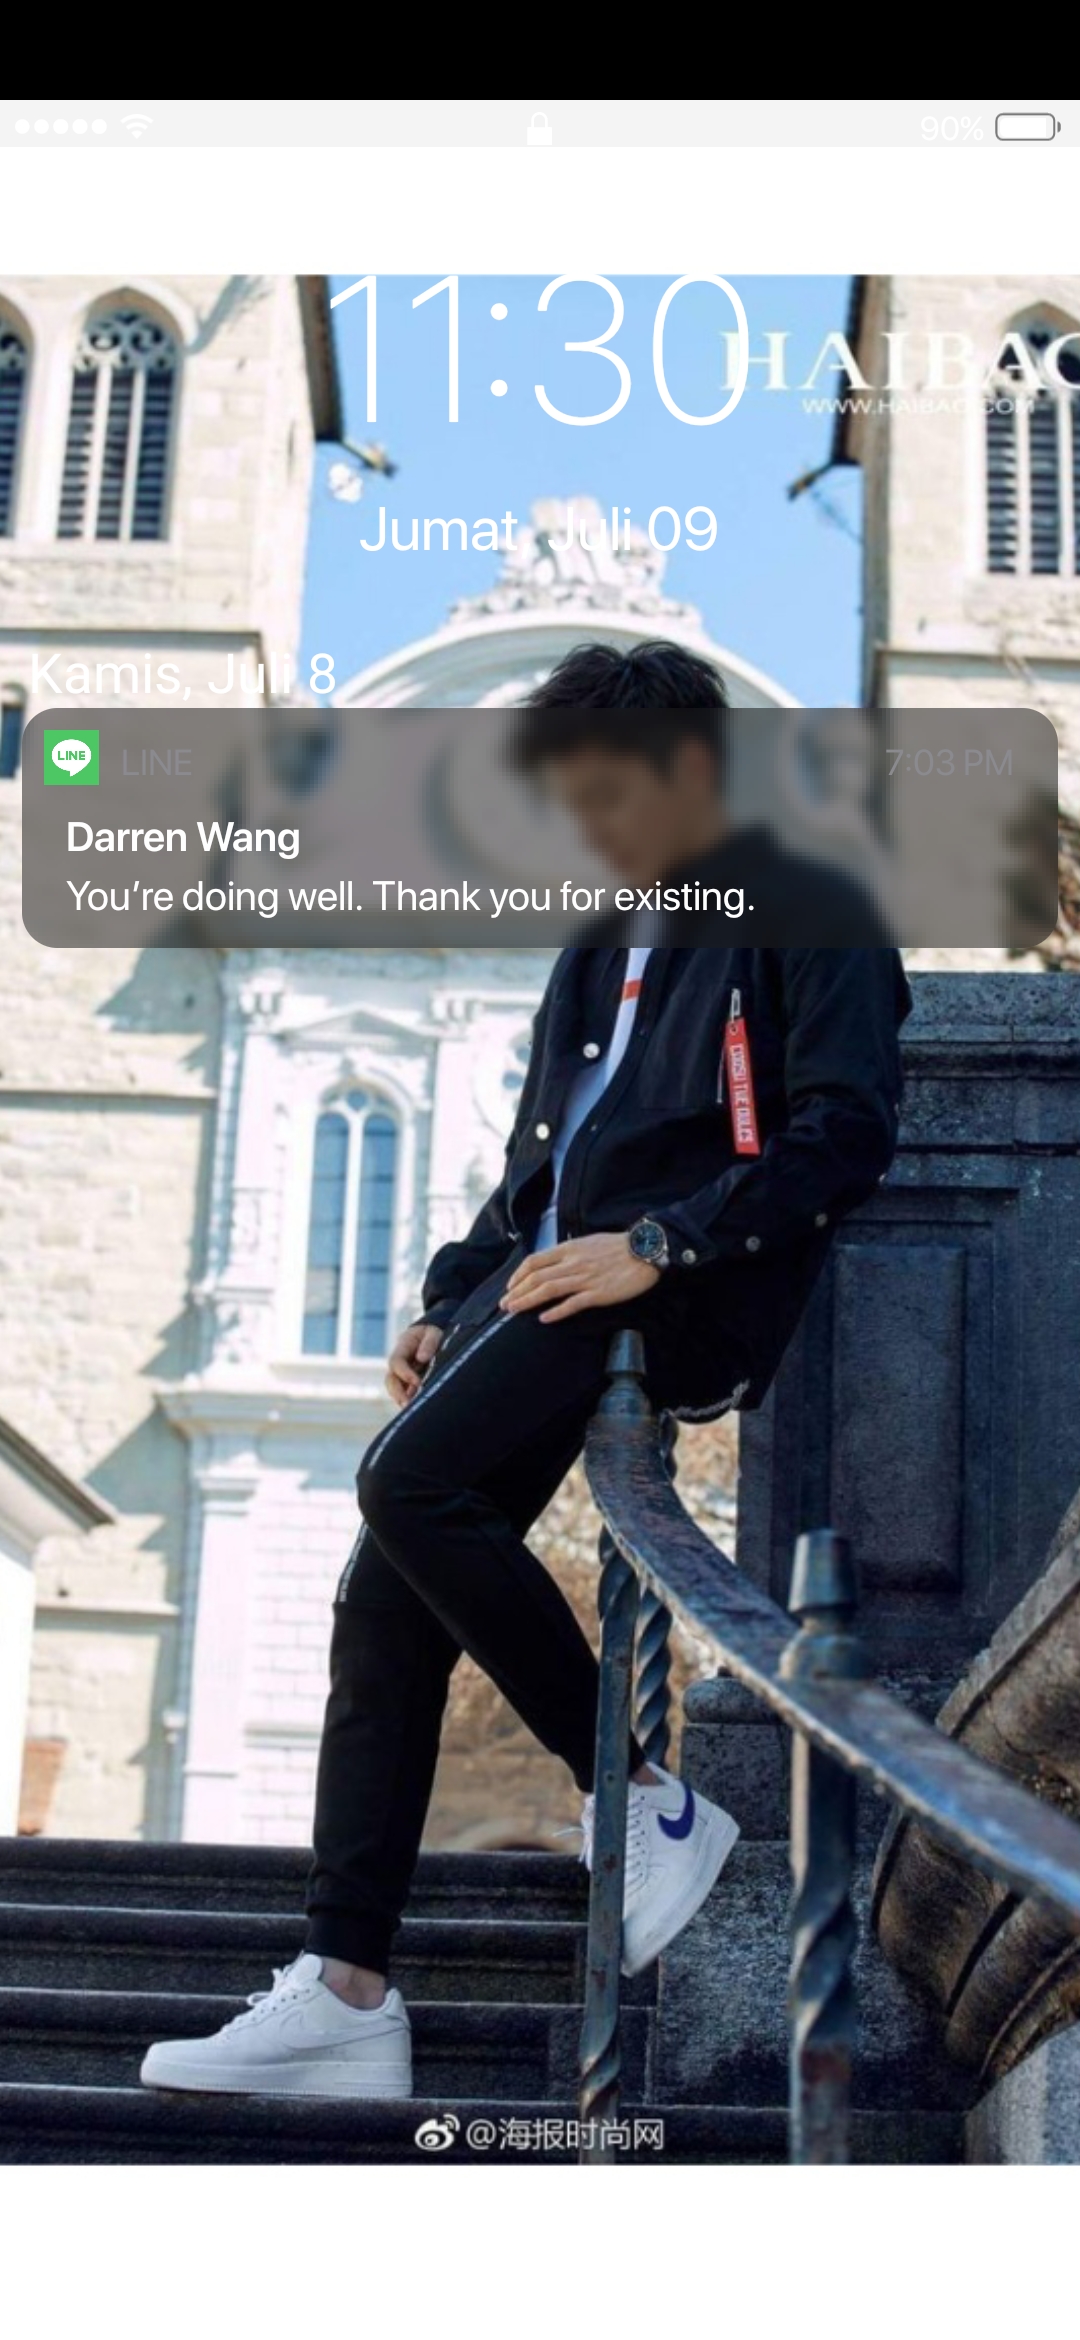 90%
11:30
HAIBAO
WWW.HAIBAO.COM
Jumat, Juli 09
Kamis, Juli 8
LINE
LINE
7:03 PM
Darren Wang
You’re doing well. Thank you for existing.
@海报时尚网